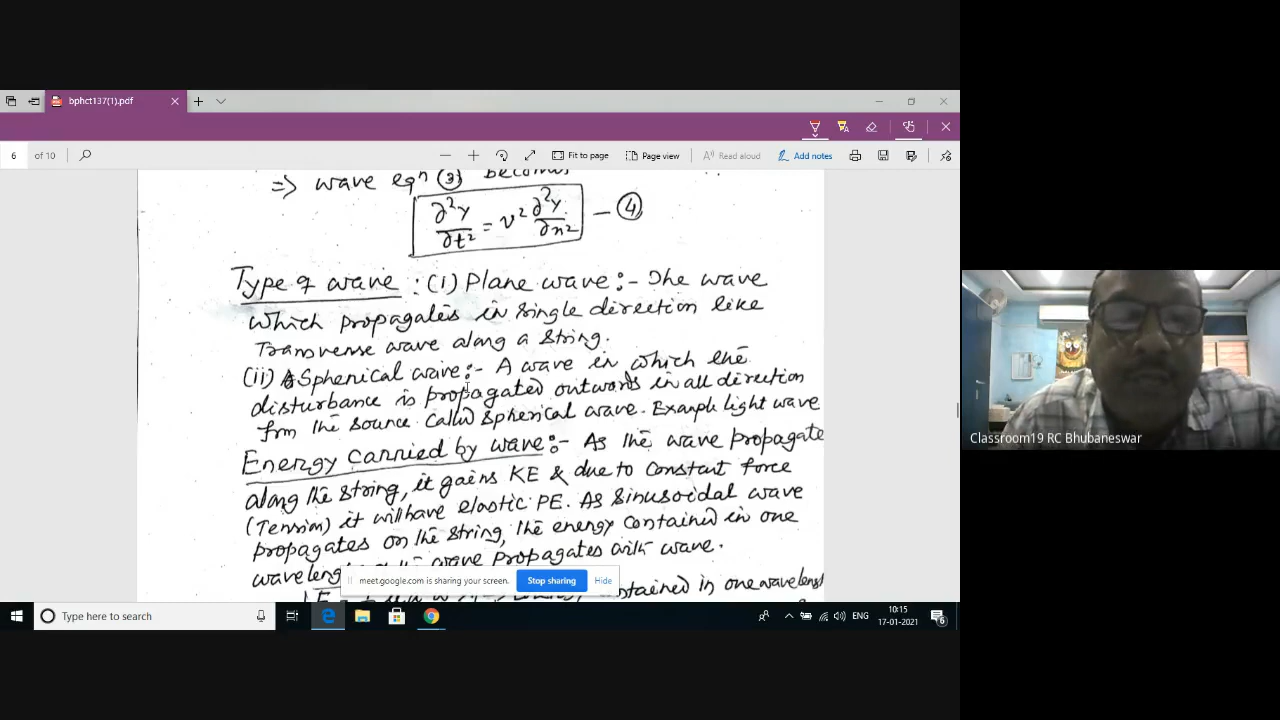 bphct137(1).pdf
6 of 10
Fit to page
Page view
Read aloud
Add notes
⇒ wave eqⁿ (3) becomes
∂²y/∂t² = v² ∂²y/∂x² — (4)
Type of wave :(i) Plane wave :- The wave
which propagates in single direction like
Transverse wave along a string.
(ii) Spherical wave :- A wave in which the
disturbance is propagated outwords in all direction
from the source called spherical wave. Example light wave
Energy carried by wave :- As the wave propagate
along the string, it gains KE & due to constant force
(Tension) it will have elastic PE. As sinusoidal wave
propagates on the string, the energy contained in one
wavelength of the wave propagates with wave.
contained in one wavelength
meet.google.com is sharing your screen.
Stop sharing
Hide
Classroom19 RC Bhubaneswar
Type here to search
ENG
10:15
17-01-2021
6